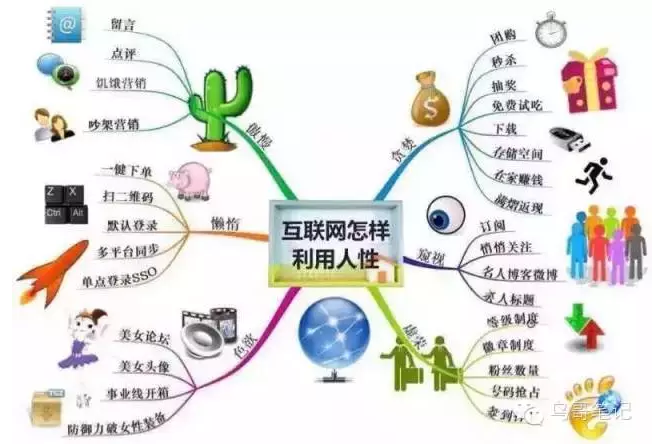 互联网怎样
利用人性
傲慢
留言
点评
饥饿营销
吵架营销
懒惰
一键下单
扫二维码
默认登录
多平台同步
单点登录SSO
Z
X
Ctrl
Alt
色欲
美女论坛
美女头像
事业线开箱
防御力破女性装备
贪婪
团购
秒杀
抽奖
免费试吃
下载
存储空间
在家赚钱
满熠返现
窥视
订阅
悄悄关注
名人博客微博
亦人标题
虚荣
等级制度
徽章制度
粉丝数量
号码抢占
鸟哥笔记